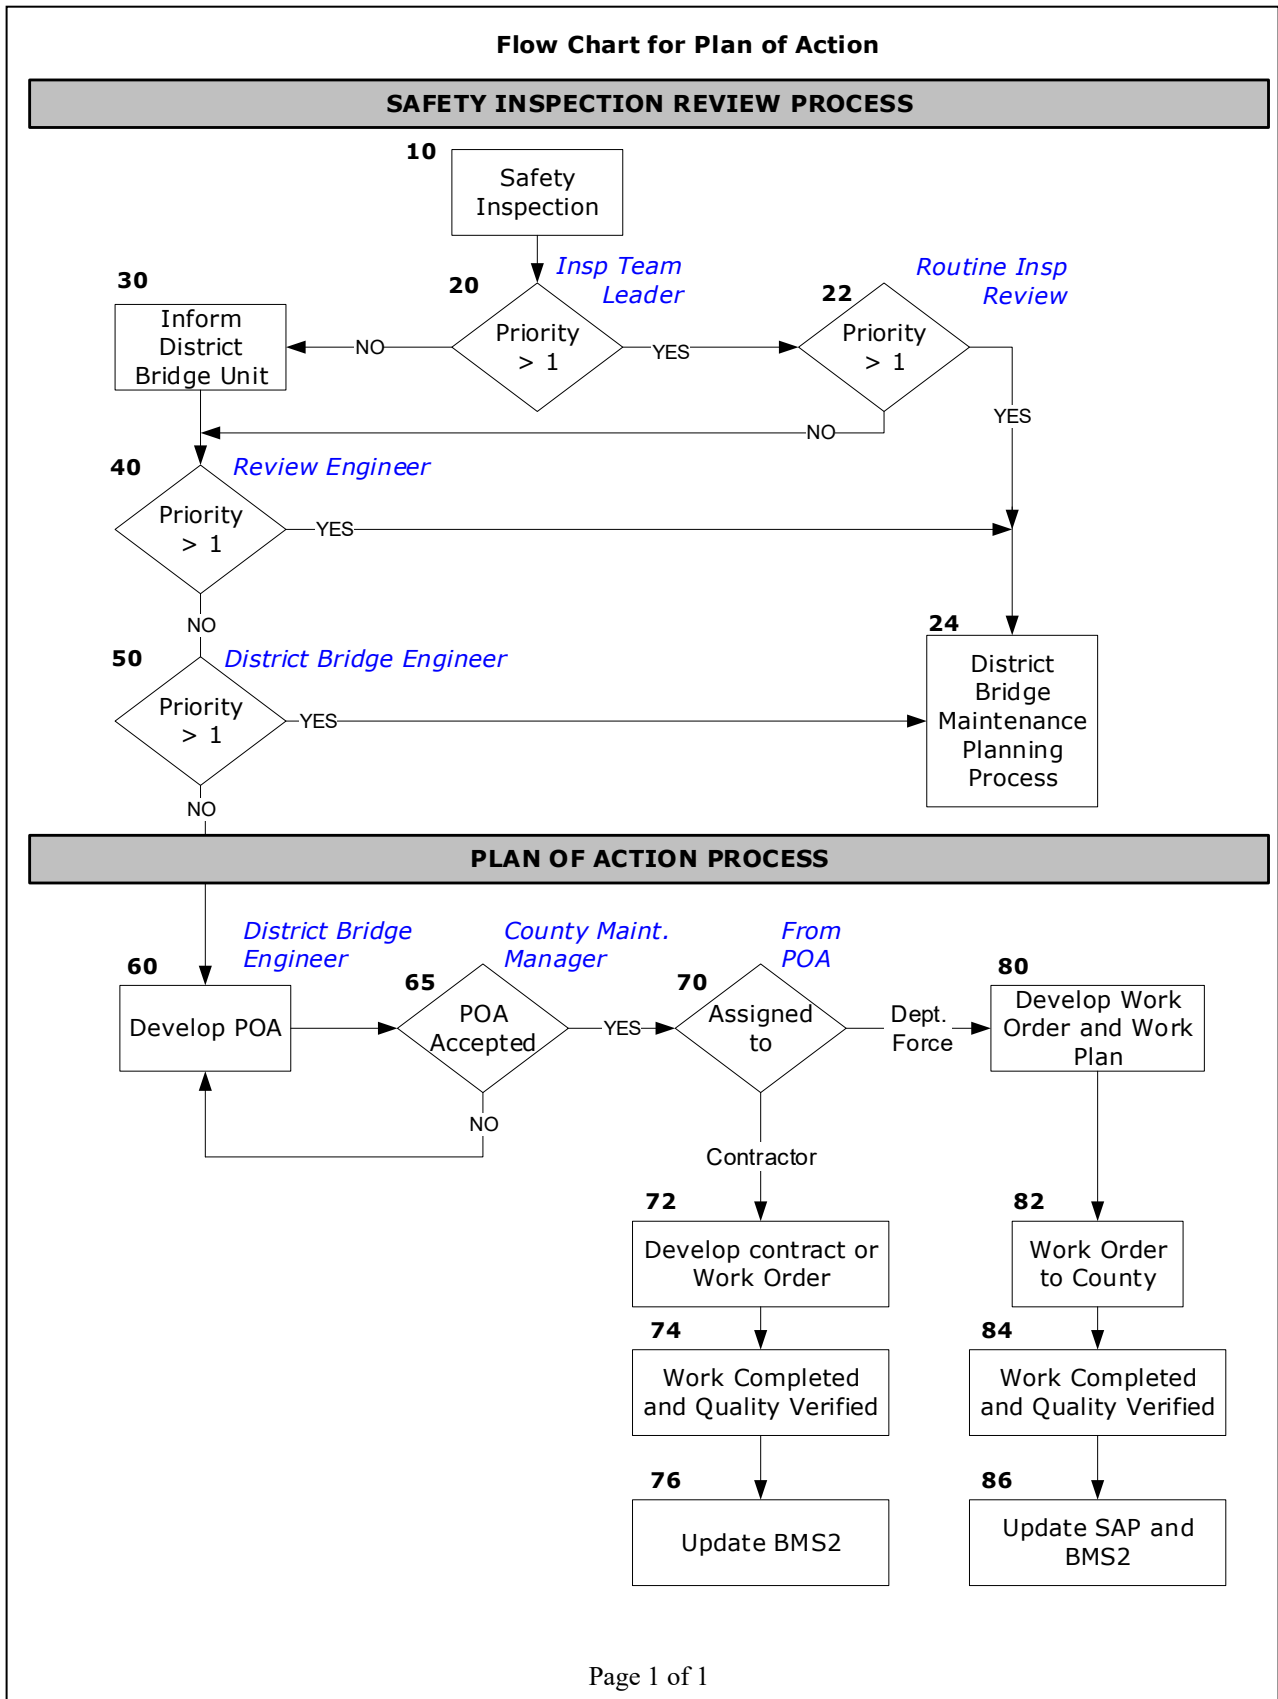 Flow Chart for Plan of Action
SAFETY INSPECTION REVIEW PROCESS
10
Safety
Inspection
20
Insp Team
Leader
Priority
> 1
NO
YES
22
Routine Insp
Review
Priority
> 1
YES
NO
30
Inform
District
Bridge Unit
40
Review Engineer
Priority
> 1
YES
NO
50
District Bridge Engineer
Priority
> 1
YES
NO
24
District
Bridge
Maintenance
Planning
Process
PLAN OF ACTION PROCESS
60
District Bridge
Engineer
Develop POA
65
County Maint.
Manager
POA
Accepted
YES
NO
70
From
POA
Assigned
to
Dept.
Force
Contractor
80
Develop Work
Order and Work
Plan
72
Develop contract or
Work Order
82
Work Order
to County
74
Work Completed
and Quality Verified
84
Work Completed
and Quality Verified
76
Update BMS2
86
Update SAP and
BMS2
Page 1 of 1